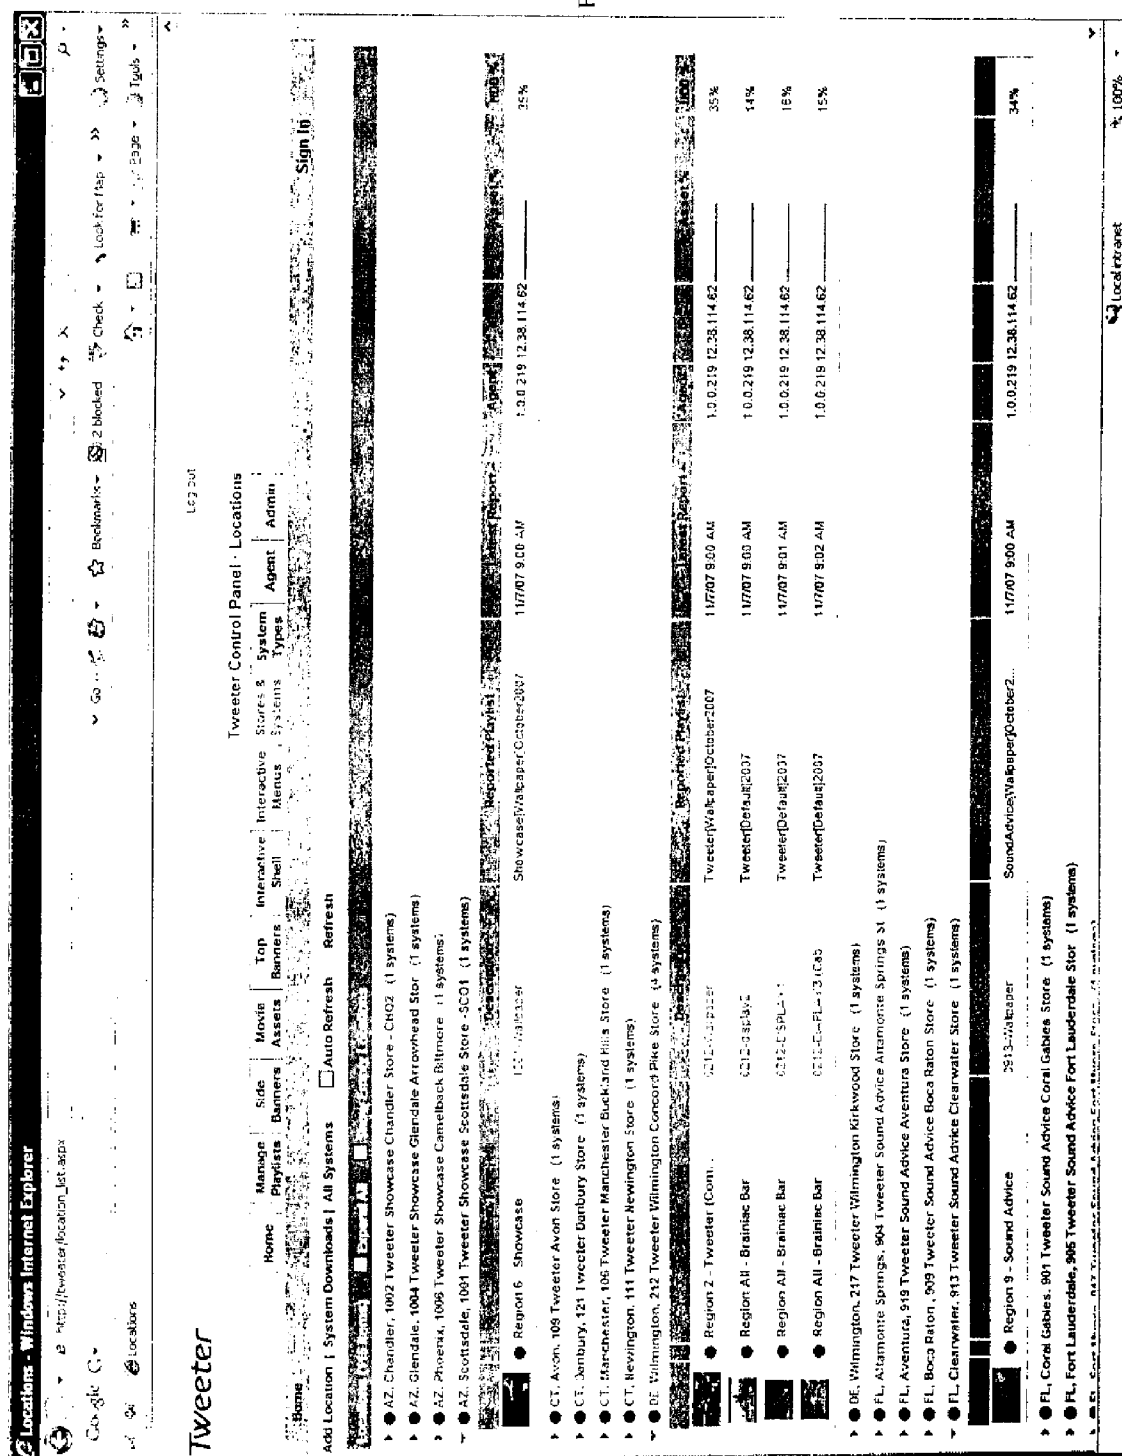 Locations - Windows Internet Explorer
http://tweeter/location_list.aspx
Google
Go
Bookmarks
2 blocked
Check
Look for Map
Settings
Locations
Page
Tools
Tweeter
Log out
Tweeter Control Panel - Locations
Home
Manage Playlists
Side Banners
Movie Assets
Top Banners
Interactive Shell
Interactive Menus
Stores & Systems
System Types
Agent
Admin
Home
Sign In
Add Location | System Downloads | All Systems
Auto Refresh
Refresh
AZ, Chandler, 1002 Tweeter Showcase Chandler Store - CHO2 (1 systems)
AZ, Glendale, 1004 Tweeter Showcase Glendale Arrowhead Stor (1 systems)
AZ, Phoenix, 1006 Tweeter Showcase Camelback Biltmore (1 systems)
AZ, Scottsdale, 1001 Tweeter Showcase Scottsdale Store -SCO1 (1 systems)
Description Reported Playlist Latest Report Agent Asset % HDD %
Region 6 Showcase Showcase|Wallpaper|October2007 11/7/07 9:00 AM 1.0.0.219 12.38.114.62 35%
CT, Avon, 109 Tweeter Avon Store (1 systems)
CT, Danbury, 121 Tweeter Danbury Store (1 systems)
CT, Manchester, 106 Tweeter Manchester Buckland Hills Store (1 systems)
CT, Newington, 111 Tweeter Newington Store (1 systems)
DE, Wilmington, 212 Tweeter Wilmington Concord Pike Store (4 systems)
Description Reported Playlist Latest Report Agent Asset % HDD %
Region 2 - Tweeter (Com... Tweeter|Wallpaper|October2007 11/7/07 9:00 AM 1.0.0.219 12.38.114.62 35%
Region All - Brainiac Bar 0212-display2 Tweeter|Default|2007 11/7/07 9:00 AM 1.0.0.219 12.38.114.62 14%
Region All - Brainiac Bar Tweeter|Default|2007 11/7/07 9:01 AM 1.0.0.219 12.38.114.62 16%
Region All - Brainiac Bar Tweeter|Default|2007 11/7/07 9:02 AM 1.0.0.219 12.38.114.62 15%
DE, Wilmington, 217 Tweeter Wilmington Kirkwood Store (1 systems)
FL, Altamonte Springs, 904 Tweeter Sound Advice Altamonte Springs St (1 systems)
FL, Aventura, 919 Tweeter Sound Advice Aventura Store (1 systems)
FL, Boca Raton, 909 Tweeter Sound Advice Boca Raton Store (1 systems)
FL, Clearwater, 913 Tweeter Sound Advice Clearwater Store (1 systems)
Region 9 - Sound Advice 0913-Wallpaper SoundAdvice|Wallpaper|October2... 11/7/07 9:00 AM 1.0.0.219 12.38.114.62 34%
FL, Coral Gables, 901 Tweeter Sound Advice Coral Gables Store (1 systems)
FL, Fort Lauderdale, 905 Tweeter Sound Advice Fort Lauderdale Stor (1 systems)
Local intranet
100%